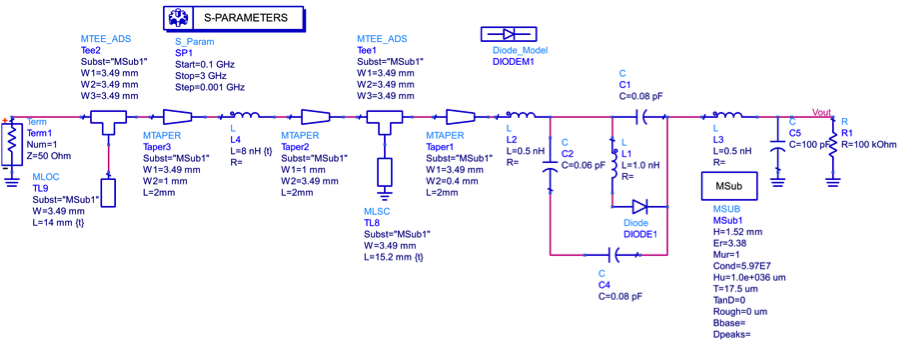 S-PARAMETERS
MTEE_ADS
Tee2
Subst="MSub1"
W1=3.49 mm
W2=3.49 mm
W3=3.49 mm
S_Param
SP1
Start=0.1 GHz
Stop=3 GHz
Step=0.001 GHz
MTEE_ADS
Tee1
Subst="MSub1"
W1=3.49 mm
W2=3.49 mm
W3=3.49 mm
Diode_Model
DIODEM1
C
C1
C=0.08 pF
Term
Term1
Num=1
Z=50 Ohm
MLOC
TL9
Subst="MSub1"
W=3.49 mm
L=14 mm {t}
MTAPER
Taper3
Subst="MSub1"
W1=3.49 mm
W2=1 mm
L=2mm
L
L4
L=8 nH {t}
R=
MTAPER
Taper2
Subst="MSub1"
W1=1 mm
W2=3.49 mm
L=2mm
MLSC
TL8
Subst="MSub1"
W=3.49 mm
L=15.2 mm {t}
MTAPER
Taper1
Subst="MSub1"
W1=3.49 mm
W2=0.4 mm
L=2mm
L
L2
L=0.5 nH
R=
C
C2
C=0.06 pF
L
L1
L=1.0 nH
R=
Diode
DIODE1
C
C4
C=0.08 pF
L
L3
L=0.5 nH
R=
Vout
C
C5
C=100 pF
R
R1
R=100 kOhm
MSub
MSUB
MSub1
H=1.52 mm
Er=3.38
Mur=1
Cond=5.97E7
Hu=1.0e+036 um
T=17.5 um
TanD=0
Rough=0 um
Bbase=
Dpeaks=